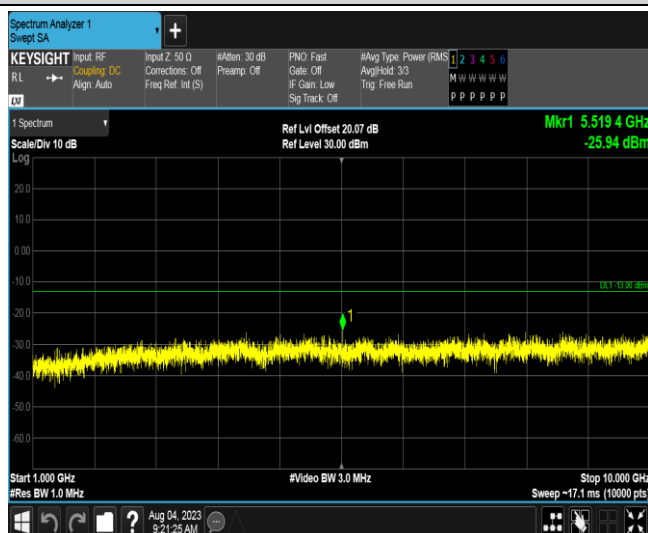 Spectrum Analyzer 1
Swept SA
+
KEYSIGHT
RL
LXI
Input: RF
Coupling: DC
Align: Auto
Input Z: 50 Ω
Corrections: Off
Freq Ref: Int (S)
#Atten: 30 dB
Preamp: Off
PNO: Fast
Gate: Off
IF Gain: Low
Sig Track: Off
#Avg Type: Power (RMS
Avg|Hold: 3/3
Trig: Free Run
1 2 3 4 5 6
M W W W W W
P P P P P P
1 Spectrum
Scale/Div 10 dB
Log
Ref Lvl Offset 20.07 dB
Ref Level 30.00 dBm
Mkr1 5.519 4 GHz
-25.94 dBm
20.0
10.0
0.00
-10.0
-20.0
-30.0
-40.0
-50.0
-60.0
DL1 -13.00 dBm
1
Start 1.000 GHz
#Res BW 1.0 MHz
#Video BW 3.0 MHz
Stop 10.000 GHz
Sweep ~17.1 ms (10000 pts)
?
Aug 04, 2023
9:21:25 AM